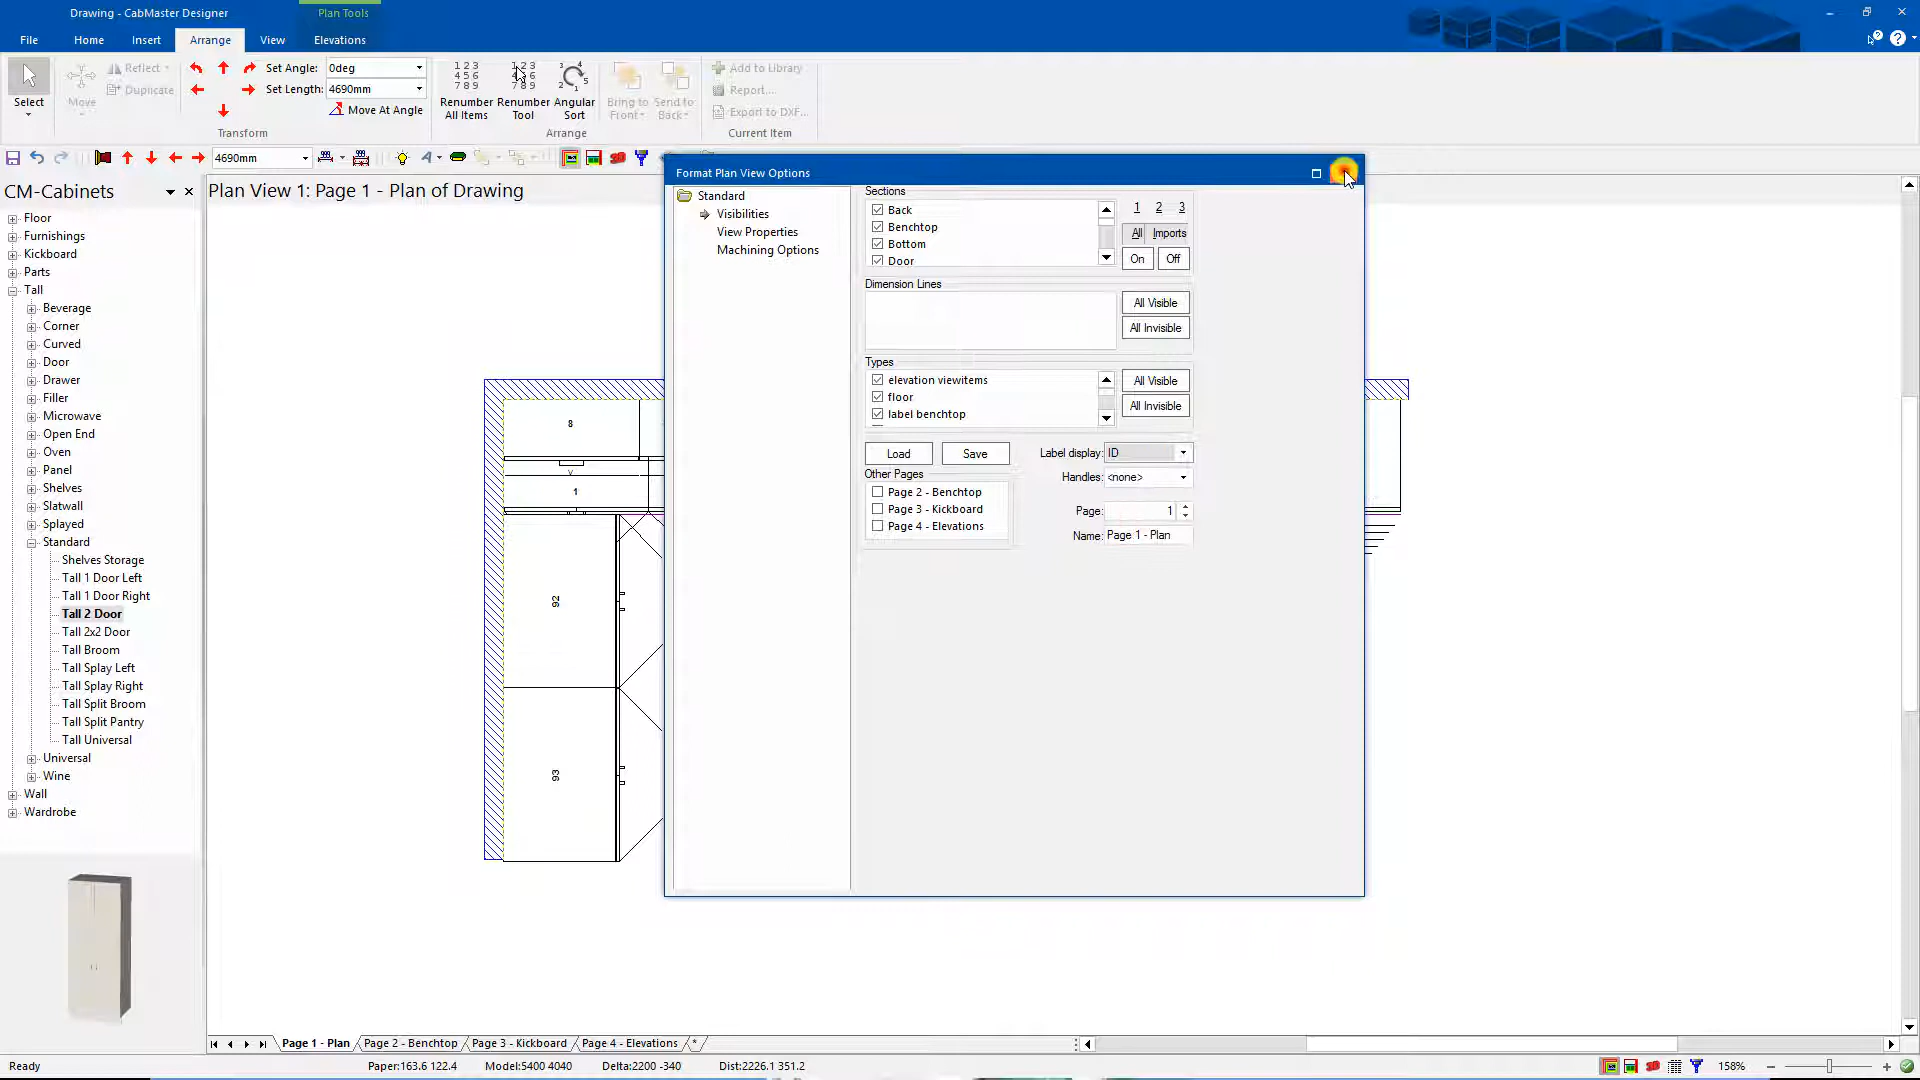 Drawing - CabMaster Designer
Plan Tools
File
Home
Insert
Arrange
View
Elevations
Select
Move
Reflect
Duplicate
Set Angle: 0deg
Set Length: 4690mm
Move At Angle
Transform
Renumber All Items
Renumber Tool
Angular Sort
Bring to Front
Send to Back
Arrange
Add to Library
Report...
Export to DXF...
Current Item
4690mm
CM-Cabinets
Floor
Furnishings
Kickboard
Parts
Tall
Beverage
Corner
Curved
Door
Drawer
Filler
Microwave
Open End
Oven
Panel
Shelves
Slatwall
Splayed
Standard
Shelves Storage
Tall 1 Door Left
Tall 1 Door Right
Tall 2 Door
Tall 2x2 Door
Tall Broom
Tall Splay Left
Tall Splay Right
Tall Split Broom
Tall Split Pantry
Tall Universal
Universal
Wine
Wall
Wardrobe
Plan View 1: Page 1 - Plan of Drawing
8
V
1
92
93
Format Plan View Options
Standard
Visibilities
View Properties
Machining Options
Sections
Back
Benchtop
Bottom
Door
1 2 3
All Imports
On Off
Dimension Lines
All Visible
All Invisible
Types
elevation viewitems
floor
label benchtop
All Visible
All Invisible
Load Save
Label display: ID
Handles: <none>
Other Pages
Page 2 - Benchtop
Page 3 - Kickboard
Page 4 - Elevations
Page: 1
Name: Page 1 - Plan
Page 1 - Plan
Page 2 - Benchtop
Page 3 - Kickboard
Page 4 - Elevations
*
Ready
Paper:163.6 122.4
Model:5400 4040
Delta:2200 -340
Dist:2226.1 351.2
158%